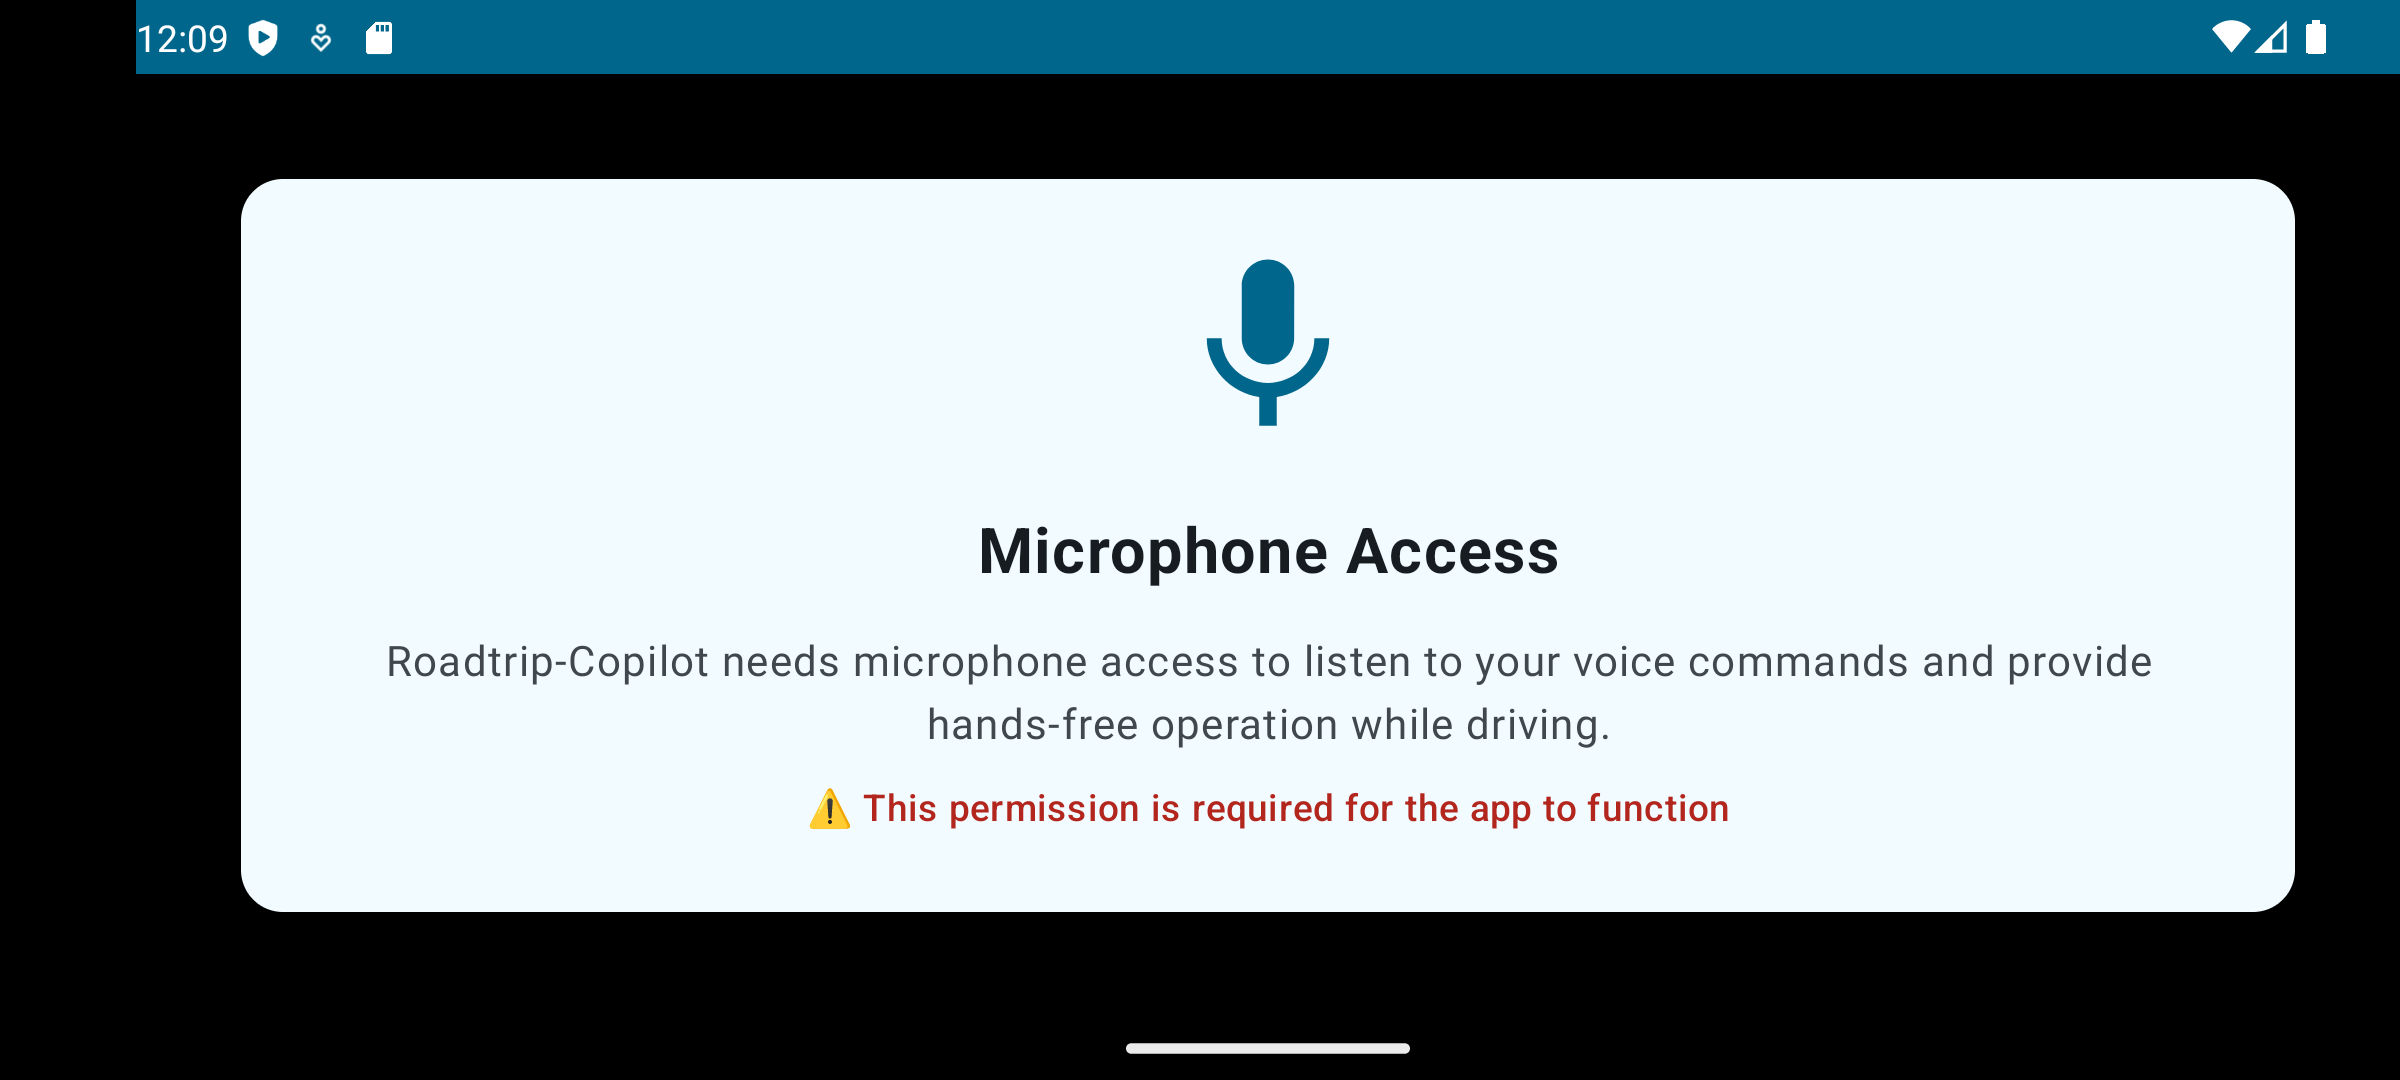 12:09
Microphone Access
Roadtrip-Copilot needs microphone access to listen to your voice commands and provide
hands-free operation while driving.
⚠️ This permission is required for the app to function